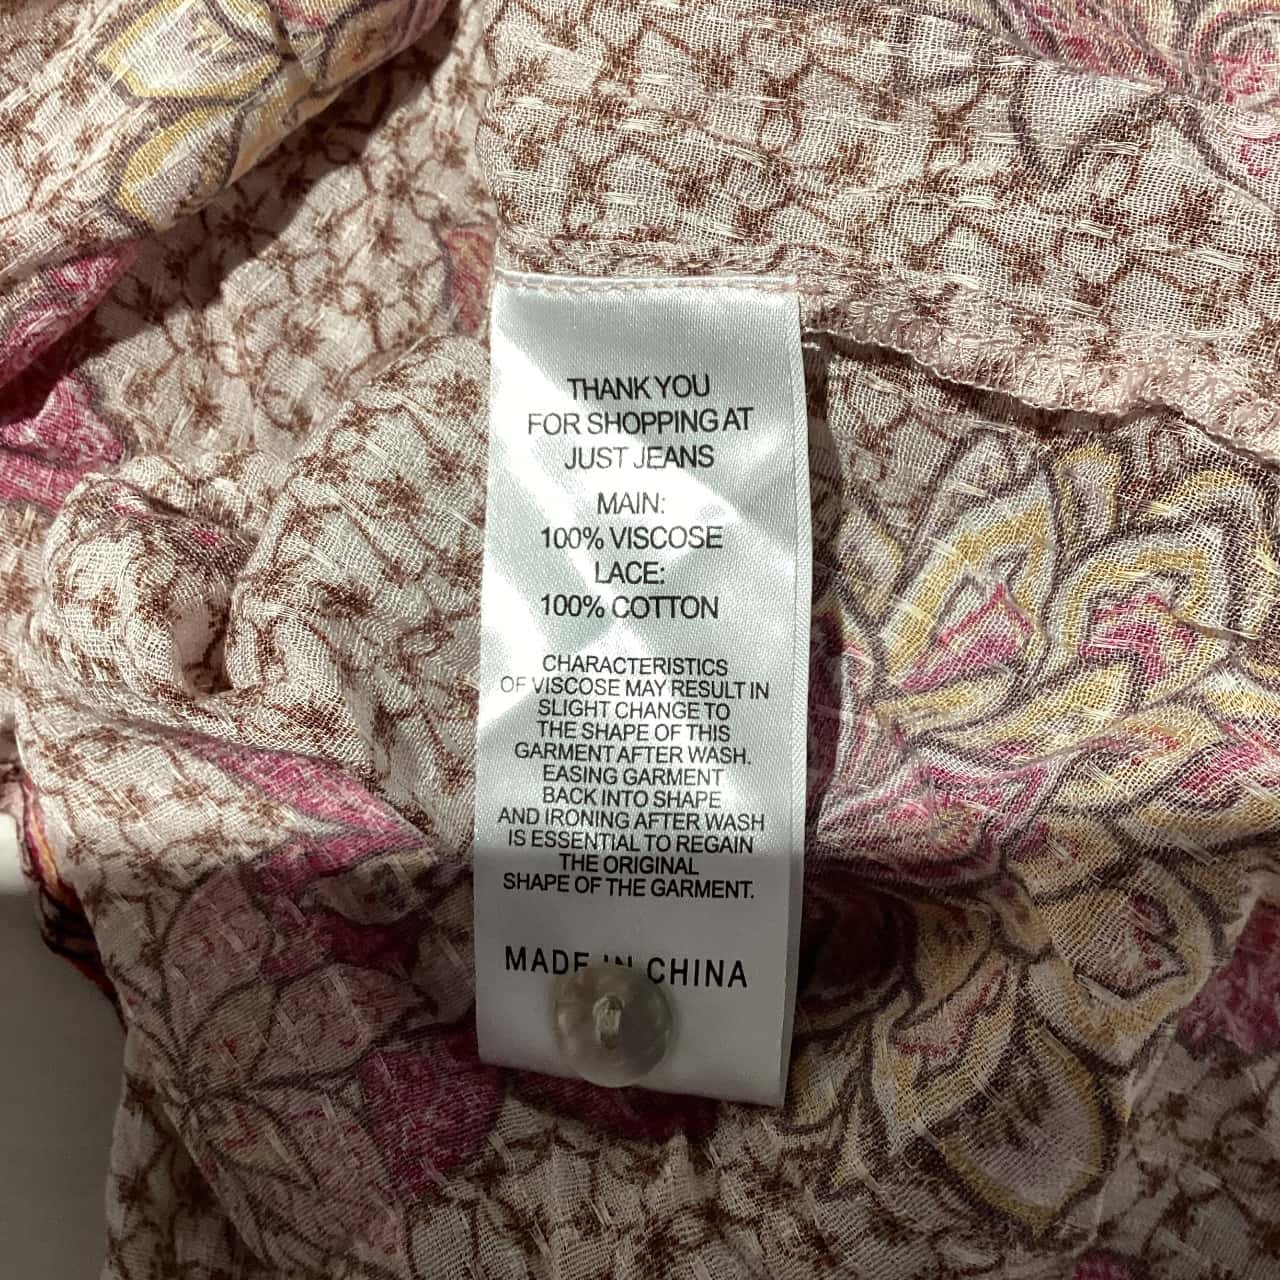 THANK YOU
FOR SHOPPING AT
JUST JEANS
MAIN:
100% VISCOSE
LACE:
100% COTTON
CHARACTERISTICS
OF VISCOSE MAY RESULT IN
SLIGHT CHANGE TO
THE SHAPE OF THIS
GARMENT AFTER WASH.
EASING GARMENT
BACK INTO SHAPE
AND IRONING AFTER WASH
IS ESSENTIAL TO REGAIN
THE ORIGINAL
SHAPE OF THE GARMENT.
MADE IN CHINA